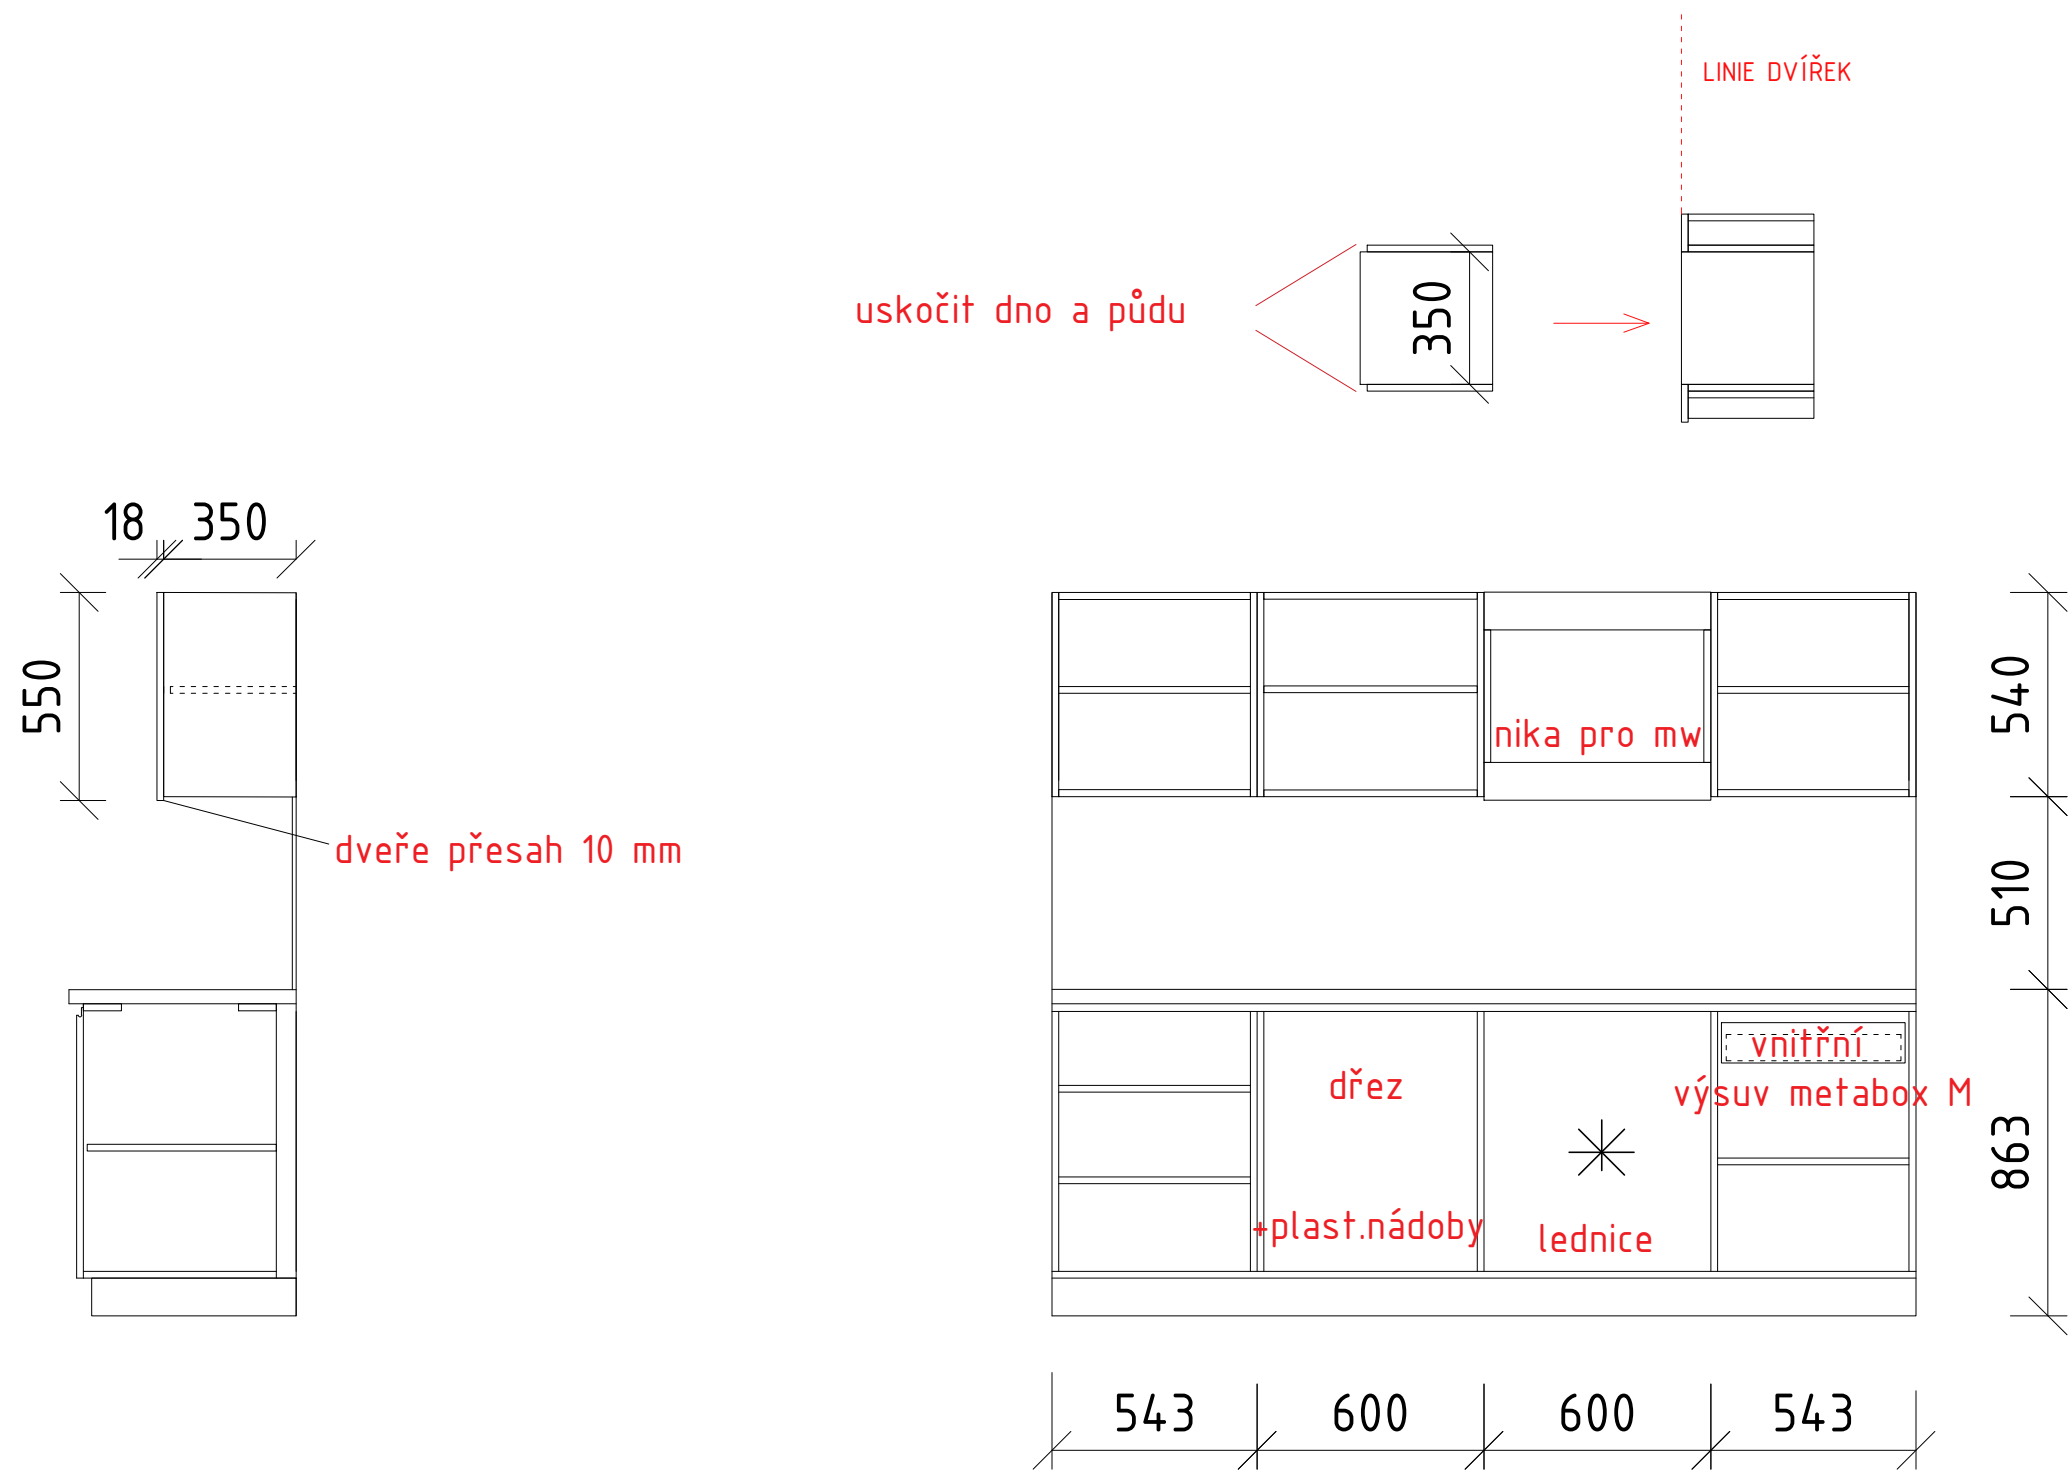 LINIE DVÍŘEK
uskočit dno a půdu
350
18
350
550
540
nika pro mw
dveře přesah 10 mm
510
vnitřní
výsuv metabox M
dřez
863
+plast.nádoby
lednice
543
600
600
543